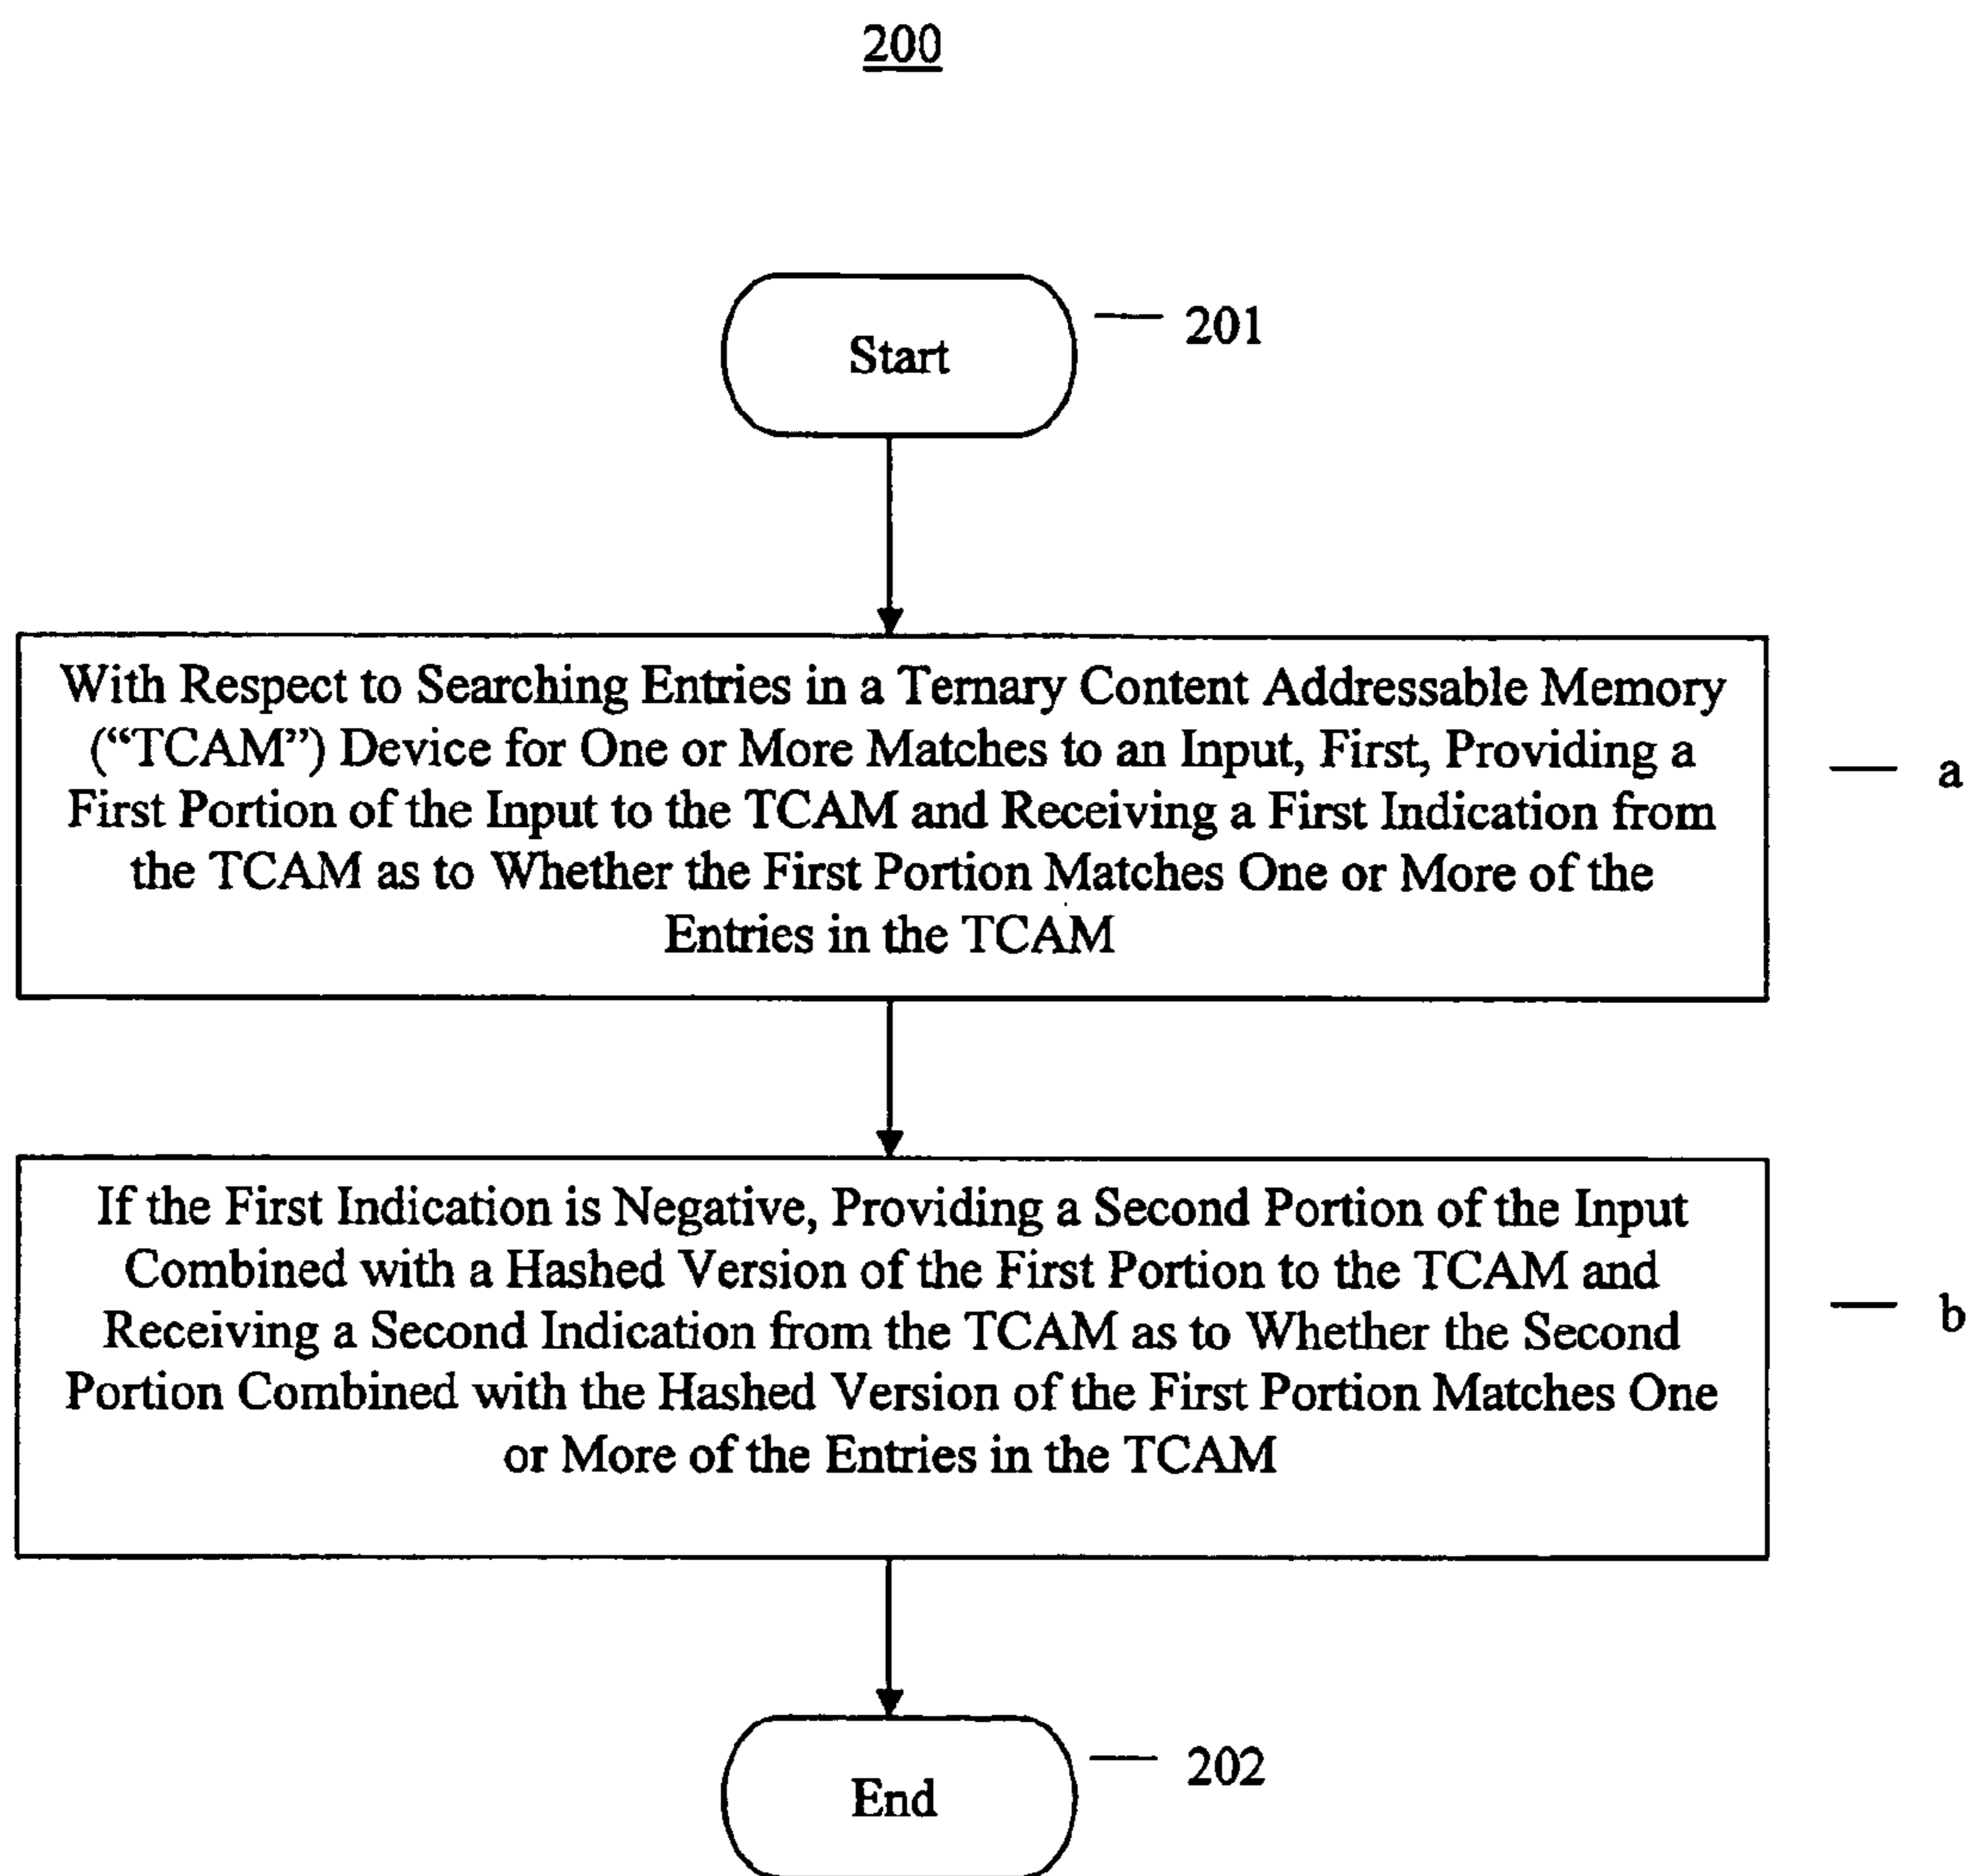 200
Start
201
With Respect to Searching Entries in a Ternary Content Addressable Memory
(“TCAM”) Device for One or More Matches to an Input, First, Providing a
First Portion of the Input to the TCAM and Receiving a First Indication from
the TCAM as to Whether the First Portion Matches One or More of the
Entries in the TCAM
a
If the First Indication is Negative, Providing a Second Portion of the Input
Combined with a Hashed Version of the First Portion to the TCAM and
Receiving a Second Indication from the TCAM as to Whether the Second
Portion Combined with the Hashed Version of the First Portion Matches One
or More of the Entries in the TCAM
b
End
202